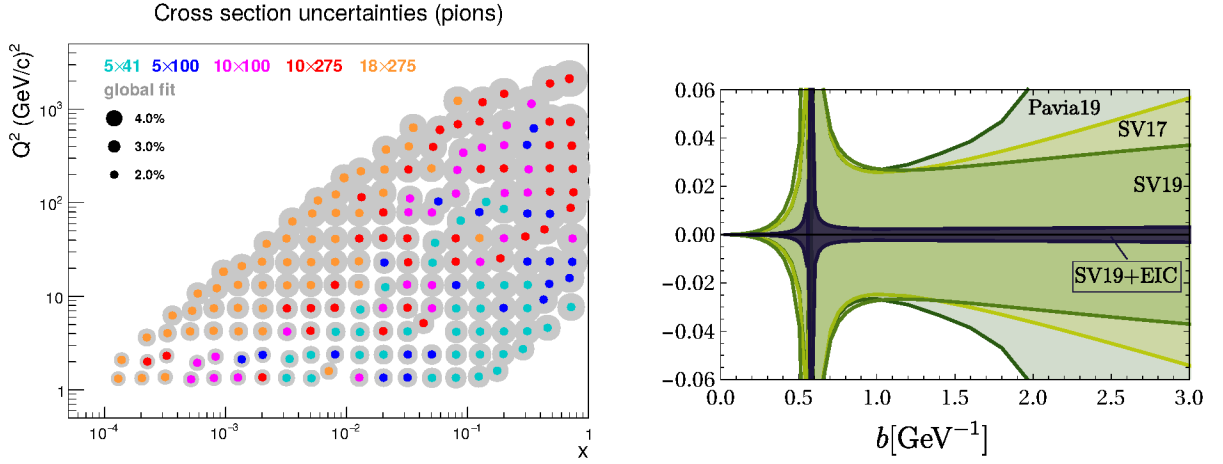 Cross section uncertainties (pions)
Q² (GeV/c)²
5×41 5×100 10×100 10×275 18×275
global fit
4.0%
3.0%
2.0%
10³
10²
10
1
10⁻⁴ 10⁻³ 10⁻² 10⁻¹ 1
x
0.06
0.04
0.02
0.00
-0.02
-0.04
-0.06
Pavia19
SV17
SV19
SV19+EIC
0.0 0.5 1.0 1.5 2.0 2.5 3.0
b[GeV⁻¹]